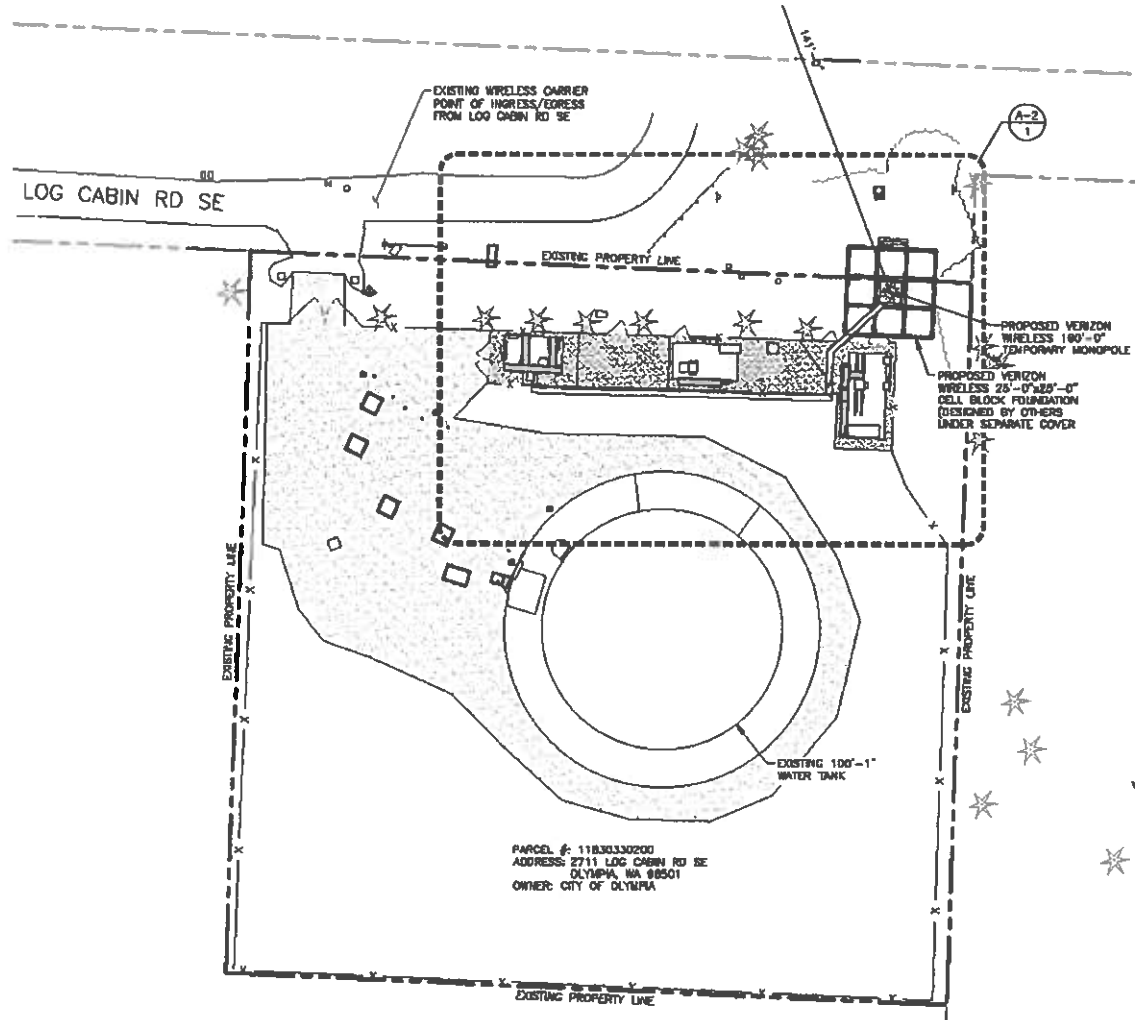 EXISTING WIRELESS CARRIER
POINT OF INGRESS/EGRESS
FROM LOG CABIN RD SE
A-2
1
LOG CABIN RD SE
EXISTING PROPERTY LINE
PROPOSED VERIZON
WIRELESS 160'-0"
TEMPORARY MONOPOLE
PROPOSED VERIZON
WIRELESS 25'-0"x25'-0"
CELL BLOCK FOUNDATION
(DESIGNED BY OTHERS
UNDER SEPARATE COVER
EXISTING PROPERTY LINE
EXISTING PROPERTY LINE
EXISTING 100'-1"
WATER TANK
PARCEL #: 11830330200
ADDRESS: 2711 LOG CABIN RD SE
OLYMPIA, WA 98501
OWNER: CITY OF OLYMPIA
EXISTING PROPERTY LINE